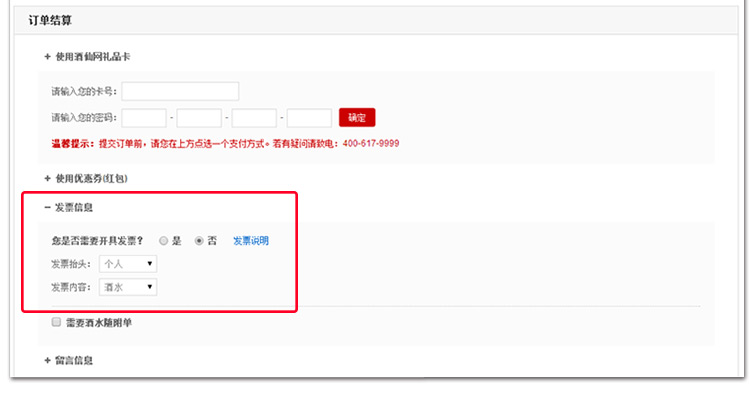 订单结算
+ 使用酒仙网礼品卡
请输入您的卡号:
请输入您的密码: - - - 确定
温馨提示：提交订单前，请您在上方点选一个支付方式。若有疑问请致电：400-617-9999
+ 使用优惠券(红包)
− 发票信息
您是否需要开具发票？ 是 否 发票说明
发票抬头: 个人
发票内容: 酒水
需要酒水随附单
+ 留言信息